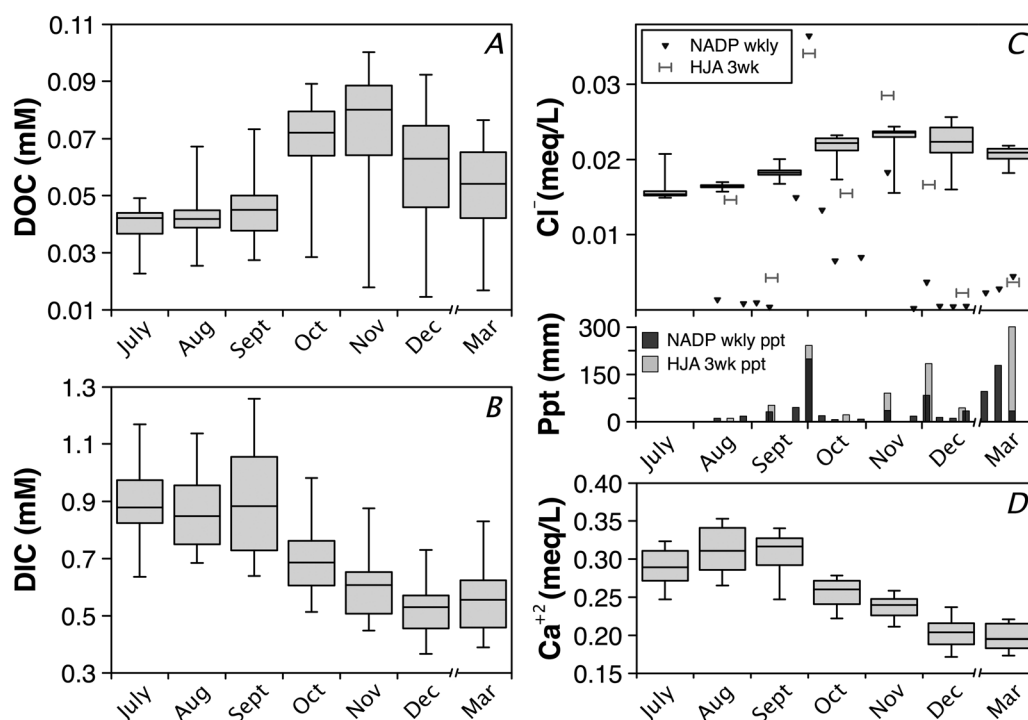 A
DOC (mM)
0.11
0.09
0.07
0.05
0.03
0.01
July
Aug
Sept
Oct
Nov
Dec
Mar
B
DIC (mM)
1.3
1.1
0.9
0.7
0.5
0.3
July
Aug
Sept
Oct
Nov
Dec
Mar
C
NADP wkly
HJA 3wk
Cl⁻ (meq/L)
0.03
0.02
0.01
Ppt (mm)
300
150
0
NADP wkly ppt
HJA 3wk ppt
July
Aug
Sept
Oct
Nov
Dec
Mar
D
Ca⁺² (meq/L)
0.40
0.35
0.30
0.25
0.20
0.15
July
Aug
Sept
Oct
Nov
Dec
Mar